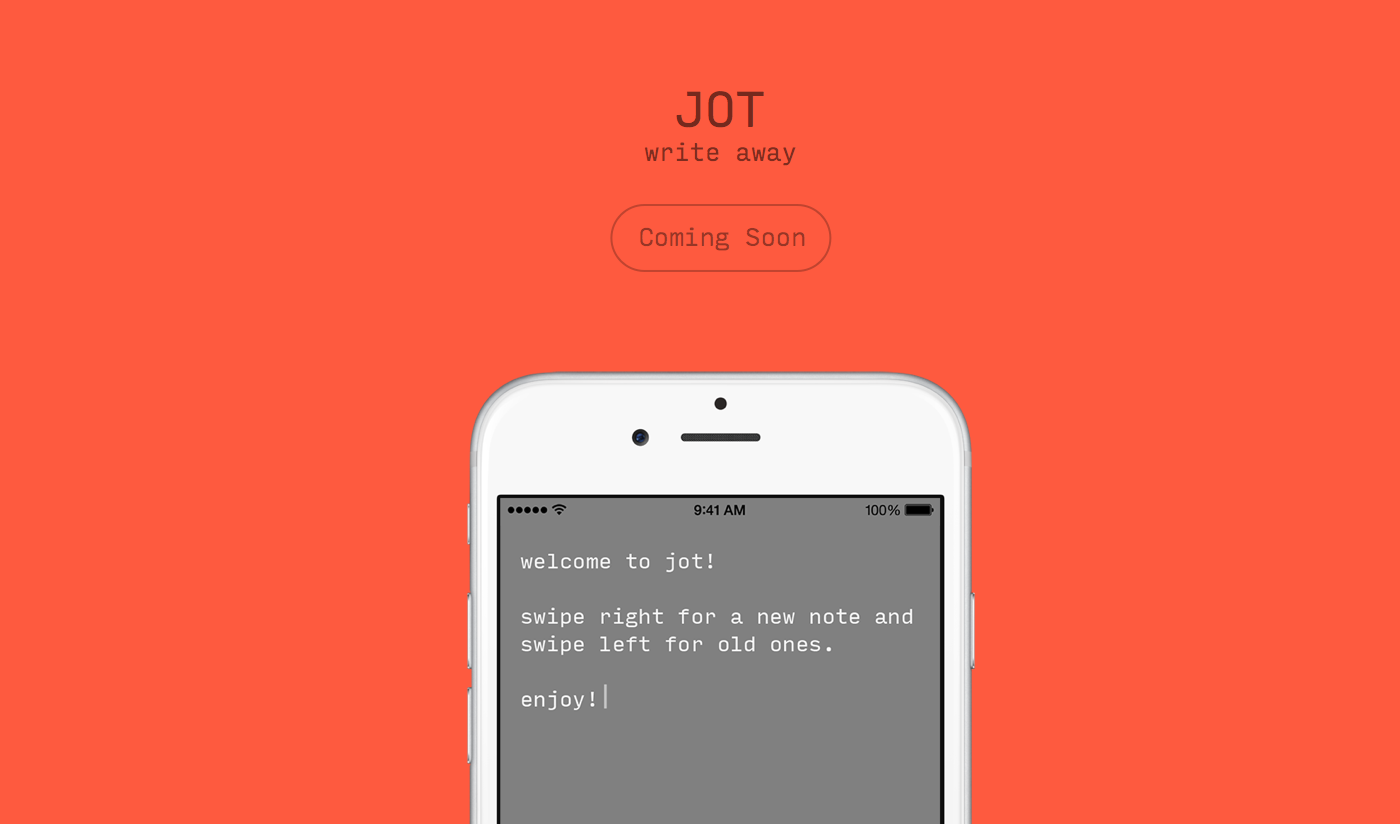 JOT
write away
Coming Soon
9:41 AM
100%
welcome to jot!
swipe right for a new note and
swipe left for old ones.
enjoy!